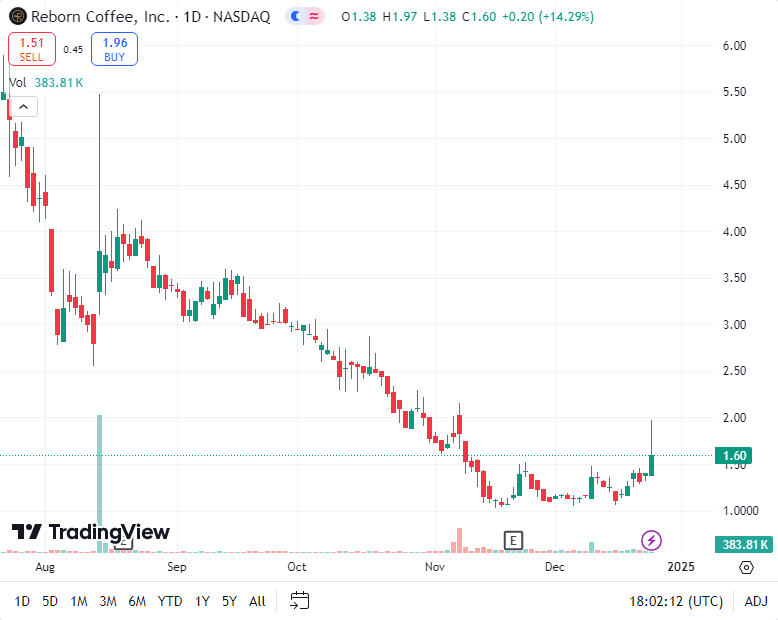 Reborn Coffee, Inc. · 1D · NASDAQ O1.38 H1.97 L1.38 C1.60 +0.20 (+14.29%)
1.51 SELL 0.45 1.96 BUY
Vol 383.81K
6.00
5.50
5.00
4.50
4.00
3.50
3.00
2.50
2.00
1.60
1.50
1.0000
TradingView
E
E
383.81K
Aug Sep Oct Nov Dec 2025
1D 5D 1M 3M 6M YTD 1Y 5Y All 18:02:12 (UTC) ADJ